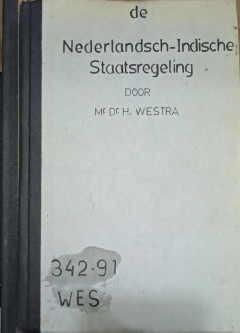 de
Nederlandsch-Indische
Staatsregeling
DOOR
Mr Dr H. WESTRA
342.91
WES